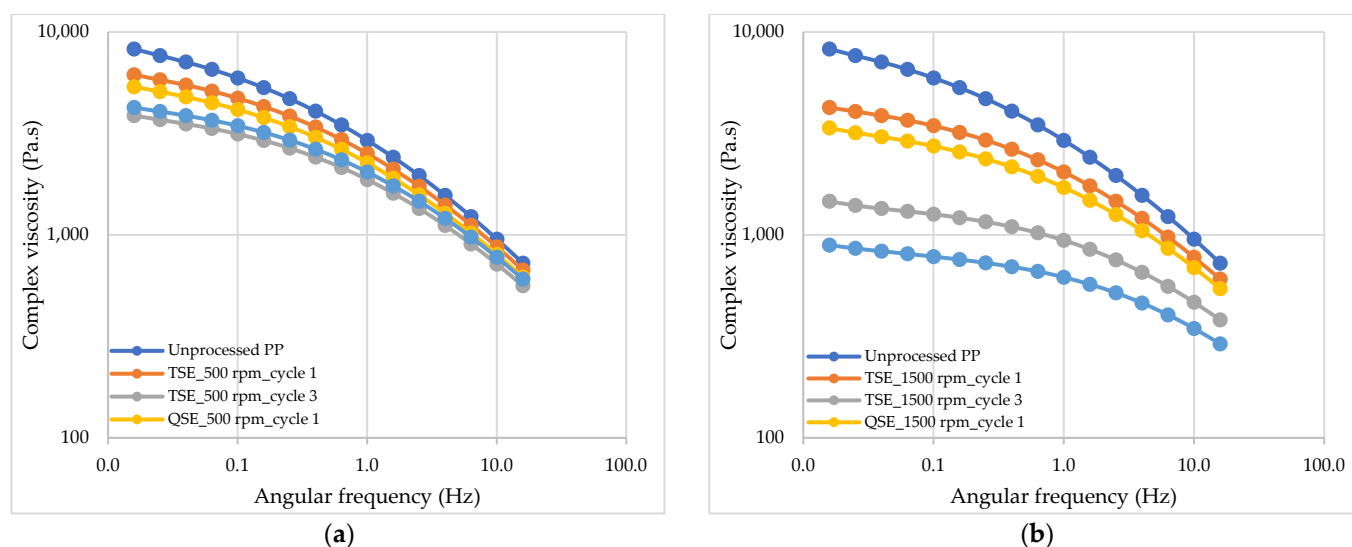 10,000
1,000
100
Complex viscosity (Pa.s)
Unprocessed PP
TSE_500 rpm_cycle 1
TSE_500 rpm_cycle 3
QSE_500 rpm_cycle 1
0.0 0.1 1.0 10.0 100.0
Angular frequency (Hz)
(a)
10,000
1,000
100
Complex viscosity (Pa.s)
Unprocessed PP
TSE_1500 rpm_cycle 1
TSE_1500 rpm_cycle 3
QSE_1500 rpm_cycle 1
0.0 0.1 1.0 10.0 100.0
Angular frequency (Hz)
(b)